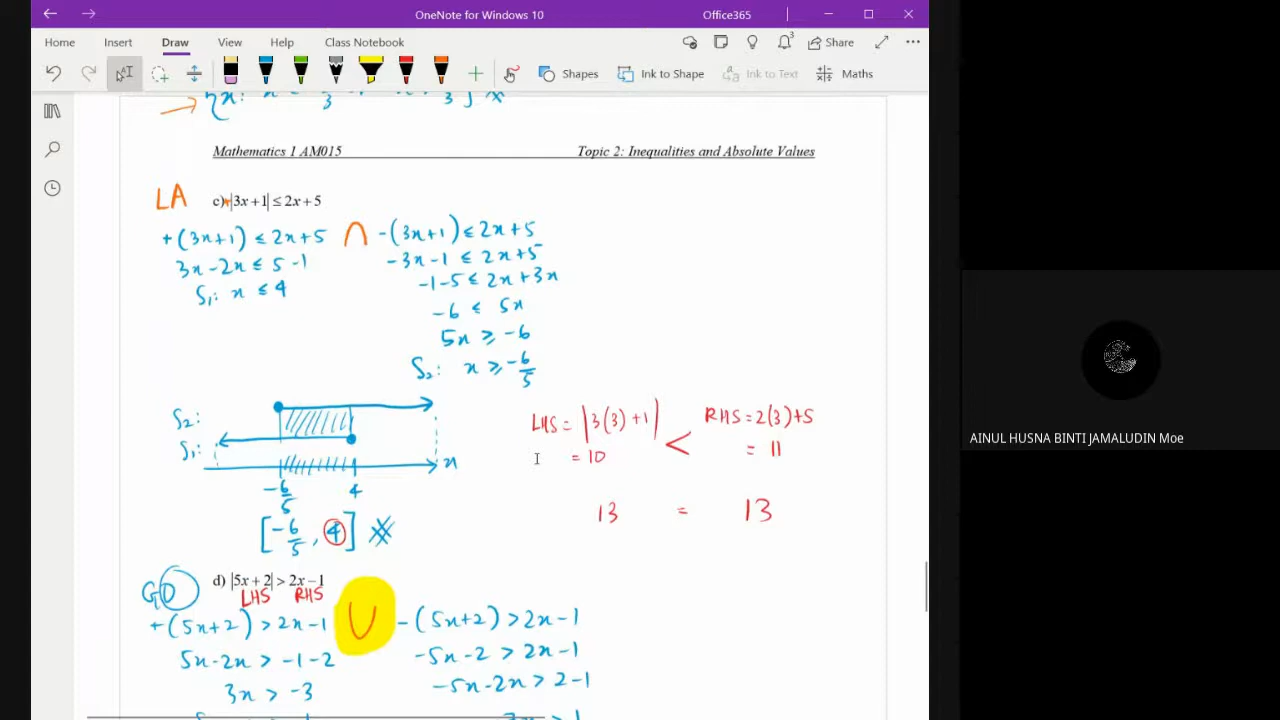 OneNote for Windows 10
Office365
Home Insert Draw View Help Class Notebook
3 Share
Shapes Ink to Shape Ink to Text Maths
Mathematics 1 AM015 Topic 2: Inequalities and Absolute Values
LA c) |3x+1| ≤ 2x+5
+(3x+1) ≤ 2x+5 ∩ -(3x+1) ≤ 2x+5
3x-2x ≤ 5-1 -3x-1 ≤ 2x+5
S₁: x ≤ 4 -1-5 ≤ 2x+3x
-6 ≤ 5x
5x ≥ -6
S₂: x ≥ -6/5
S₂:
S₁:
x
-6/5 4
[-6/5, 4]
LHS = |3(3)+1| < RHS = 2(3)+5
= 10 = 11
13 = 13
GO d) |5x+2| > 2x-1
LHS RHS
+(5x+2) > 2x-1 U -(5x+2) > 2x-1
5x-2x > -1-2 -5x-2 > 2x-1
3x > -3 -5x-2x > 2-1
AINUL HUSNA BINTI JAMALUDIN Moe